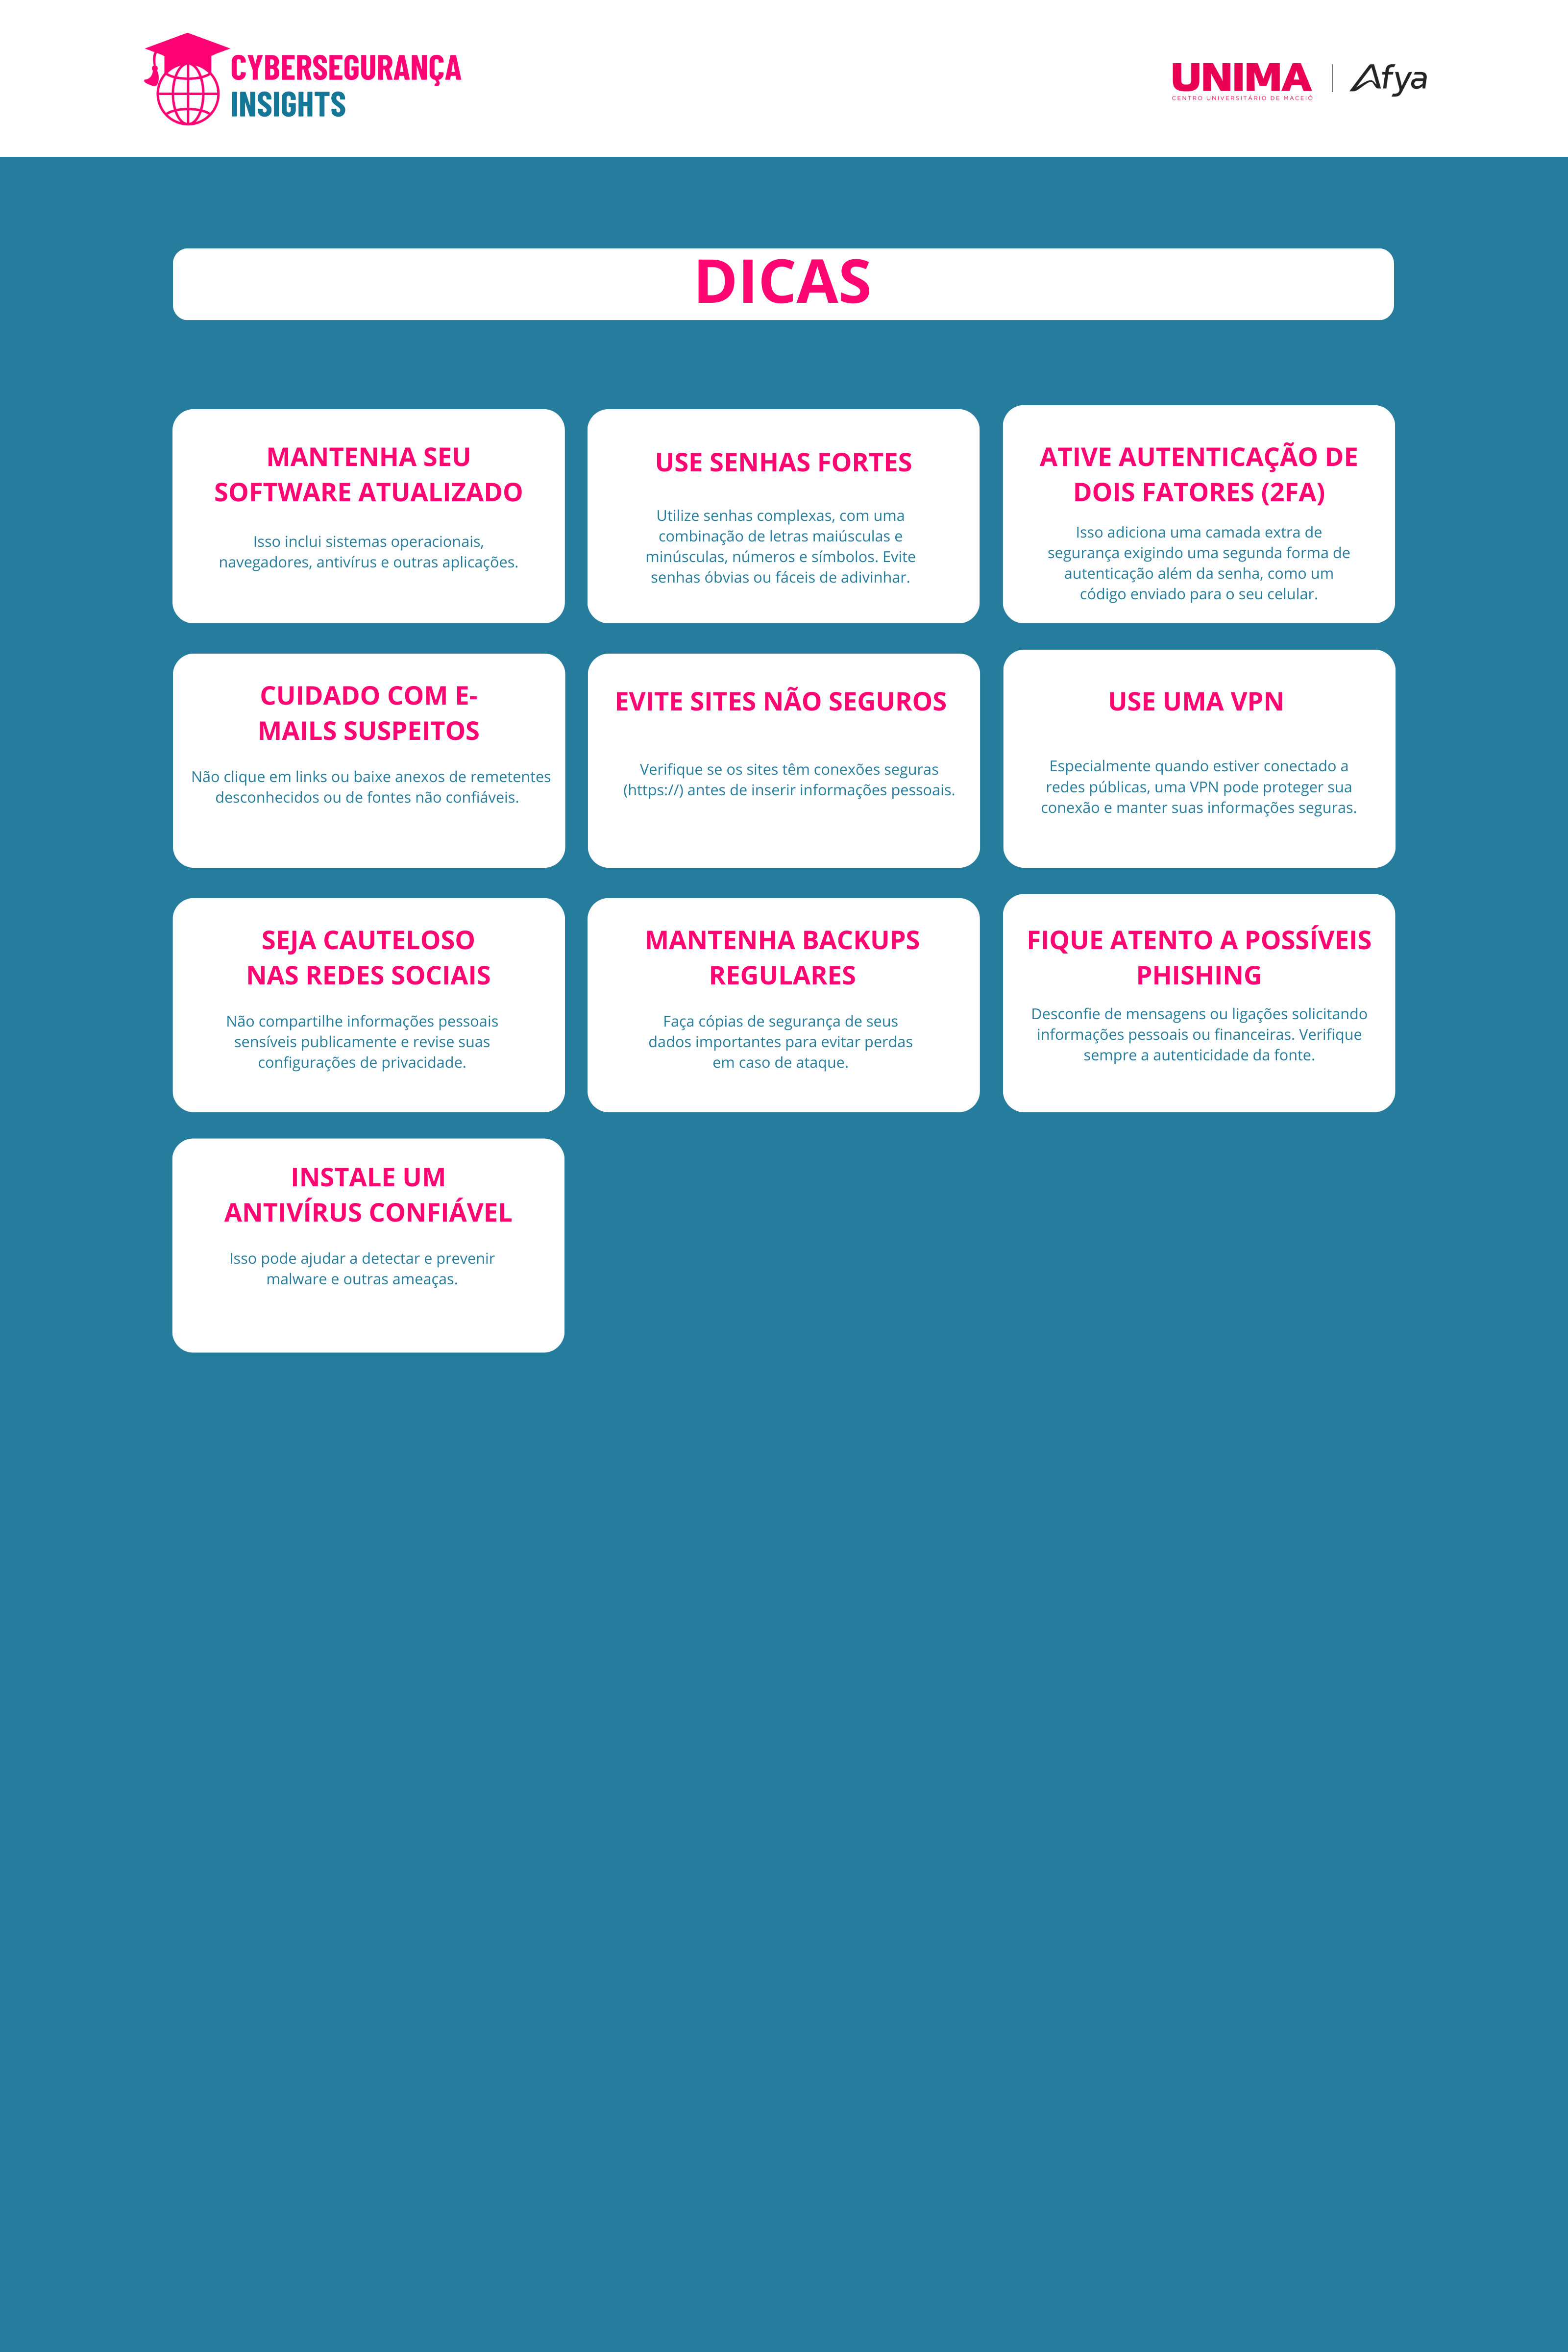 CYBERSEGURANÇA
INSIGHTS
UNIMA
CENTRO UNIVERSITÁRIO DE MACEIÓ
Afya
DICAS
MANTENHA SEU
SOFTWARE ATUALIZADO
Isso inclui sistemas operacionais,
navegadores, antivírus e outras aplicações.
USE SENHAS FORTES
Utilize senhas complexas, com uma
combinação de letras maiúsculas e
minúsculas, números e símbolos. Evite
senhas óbvias ou fáceis de adivinhar.
ATIVE AUTENTICAÇÃO DE
DOIS FATORES (2FA)
Isso adiciona uma camada extra de
segurança exigindo uma segunda forma de
autenticação além da senha, como um
código enviado para o seu celular.
CUIDADO COM E-
MAILS SUSPEITOS
Não clique em links ou baixe anexos de remetentes
desconhecidos ou de fontes não confiáveis.
EVITE SITES NÃO SEGUROS
Verifique se os sites têm conexões seguras
(https://) antes de inserir informações pessoais.
USE UMA VPN
Especialmente quando estiver conectado a
redes públicas, uma VPN pode proteger sua
conexão e manter suas informações seguras.
SEJA CAUTELOSO
NAS REDES SOCIAIS
Não compartilhe informações pessoais
sensíveis publicamente e revise suas
configurações de privacidade.
MANTENHA BACKUPS
REGULARES
Faça cópias de segurança de seus
dados importantes para evitar perdas
em caso de ataque.
FIQUE ATENTO A POSSÍVEIS
PHISHING
Desconfie de mensagens ou ligações solicitando
informações pessoais ou financeiras. Verifique
sempre a autenticidade da fonte.
INSTALE UM
ANTIVÍRUS CONFIÁVEL
Isso pode ajudar a detectar e prevenir
malware e outras ameaças.